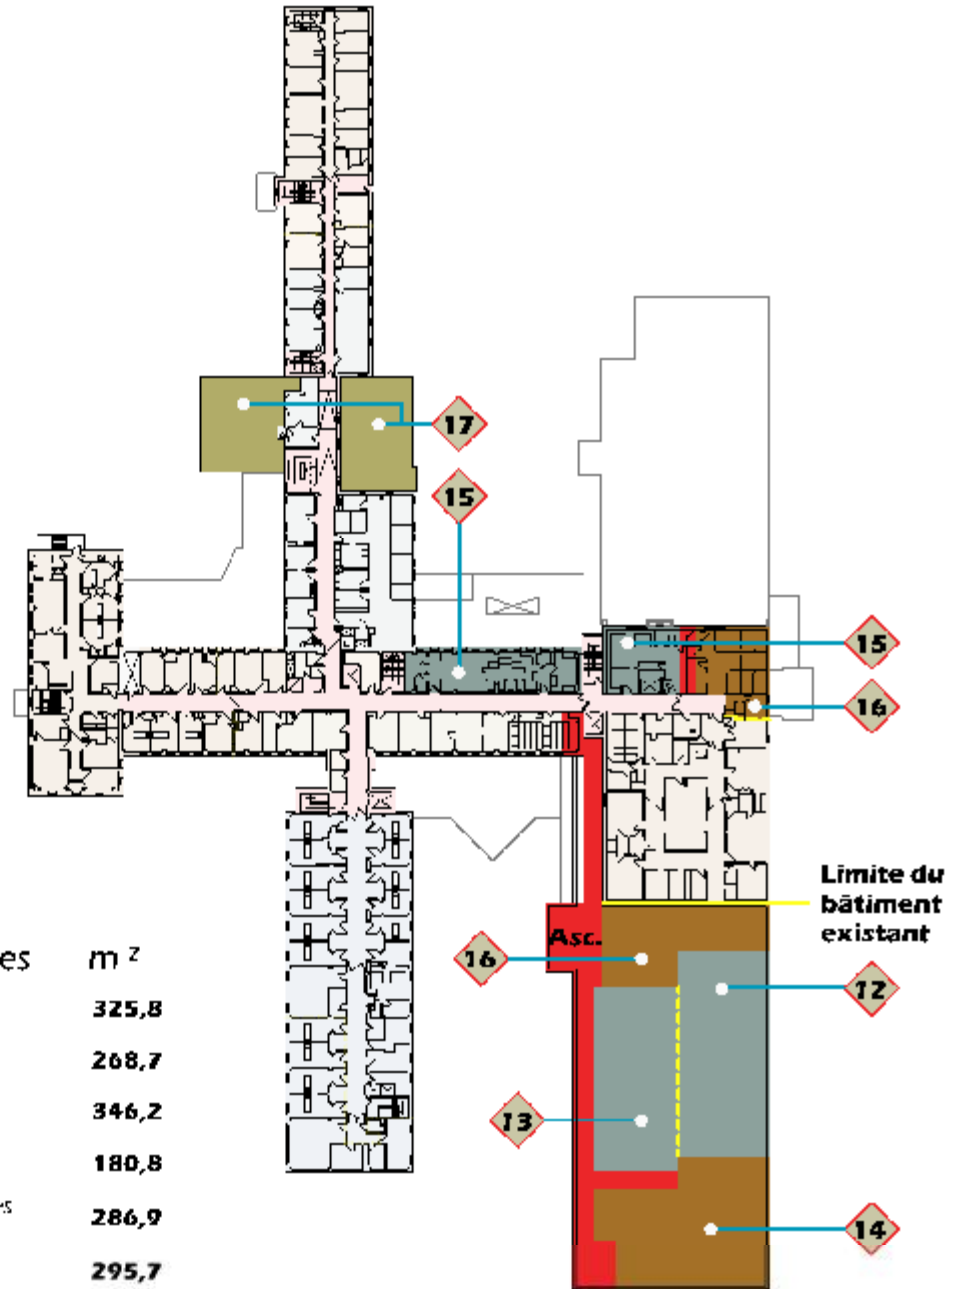 17
15
15
16
Limite du
bâtiment
existant
Asc.
16
12
13
14
es m²
325,8
268,7
346,2
180,8
es
286,9
295,7